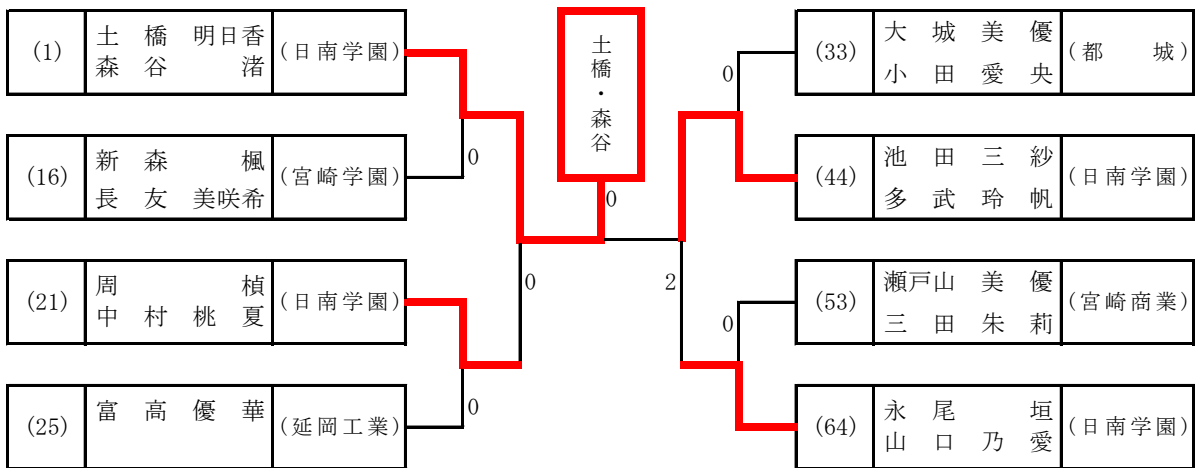 (1) 土橋 明日香 (日南学園)
森谷 渚
(16) 新森 楓 (宮崎学園)
長友 美咲希
(21) 周 楨 (日南学園)
中村 桃夏
(25) 富高 優華 (延岡工業)
土橋・森谷
(33) 大城 美優 (都城)
小田 愛央
(44) 池田 三紗 (日南学園)
多武 玲帆
(53) 瀬戸山 美優 (宮崎商業)
三田 朱莉
(64) 永尾 垣 (日南学園)
山口 乃愛
0
0
0
0
0
2
0
0